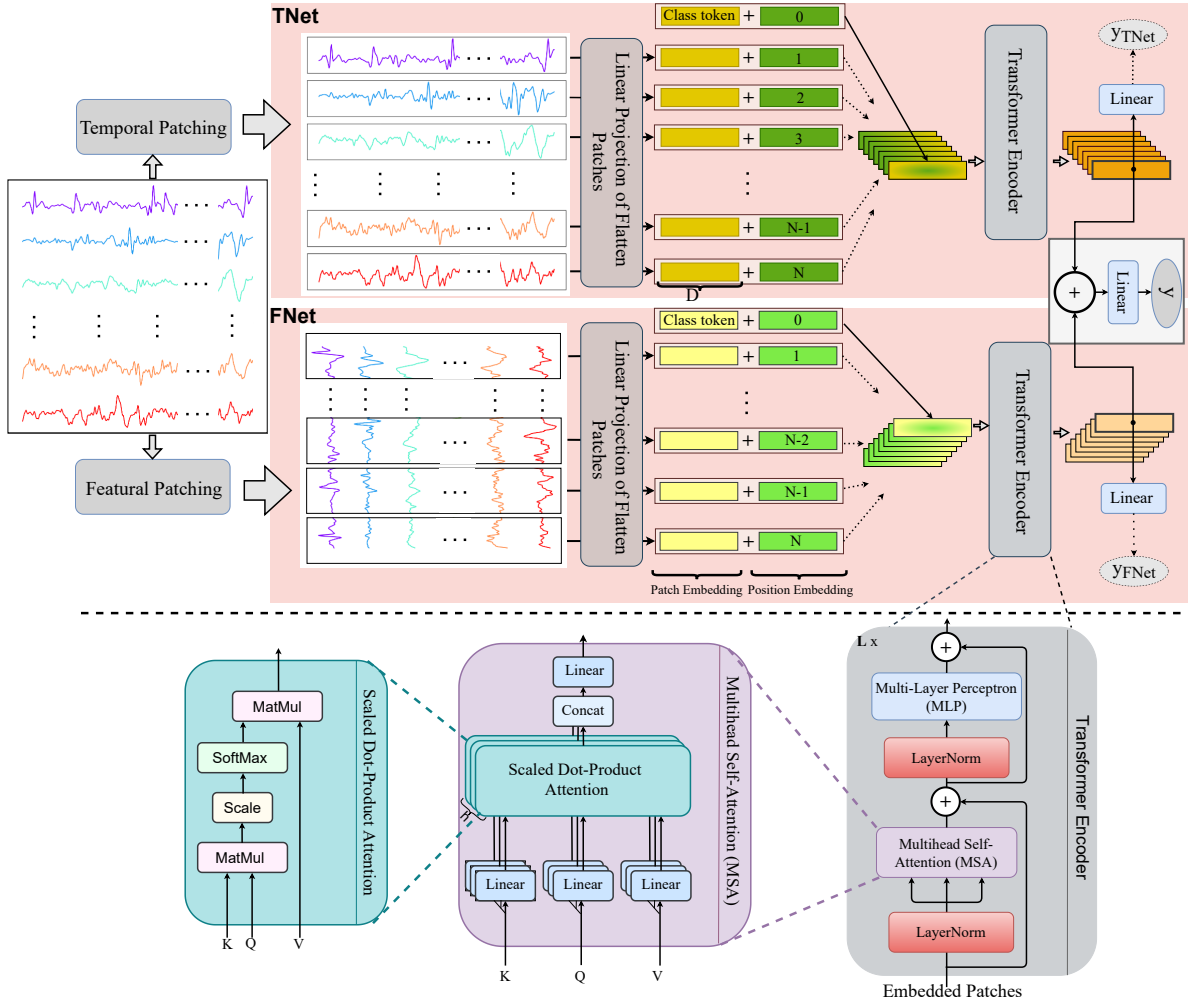 TNet
Temporal Patching
Linear Projection of Flatten
Patches
Class token + 0
+ 1
+ 2
+ 3
+ N-1
+ N
D
Transformer Encoder
Linear
yTNet
+
Linear
y
FNet
Featural Patching
Linear Projection of Flatten
Patches
Class token + 0
+ 1
+ N-2
+ N-1
+ N
Patch Embedding
Position Embedding
Transformer Encoder
Linear
yFNet
Scaled Dot-Product Attention
MatMul
SoftMax
Scale
MatMul
K
Q
V
Multihead Self-Attention (MSA)
Linear
Concat
Scaled Dot-Product
Attention
h
Linear
Linear
Linear
K
Q
V
L x
Transformer Encoder
+
Multi-Layer Perceptron
(MLP)
LayerNorm
+
Multihead Self-
Attention (MSA)
LayerNorm
Embedded Patches